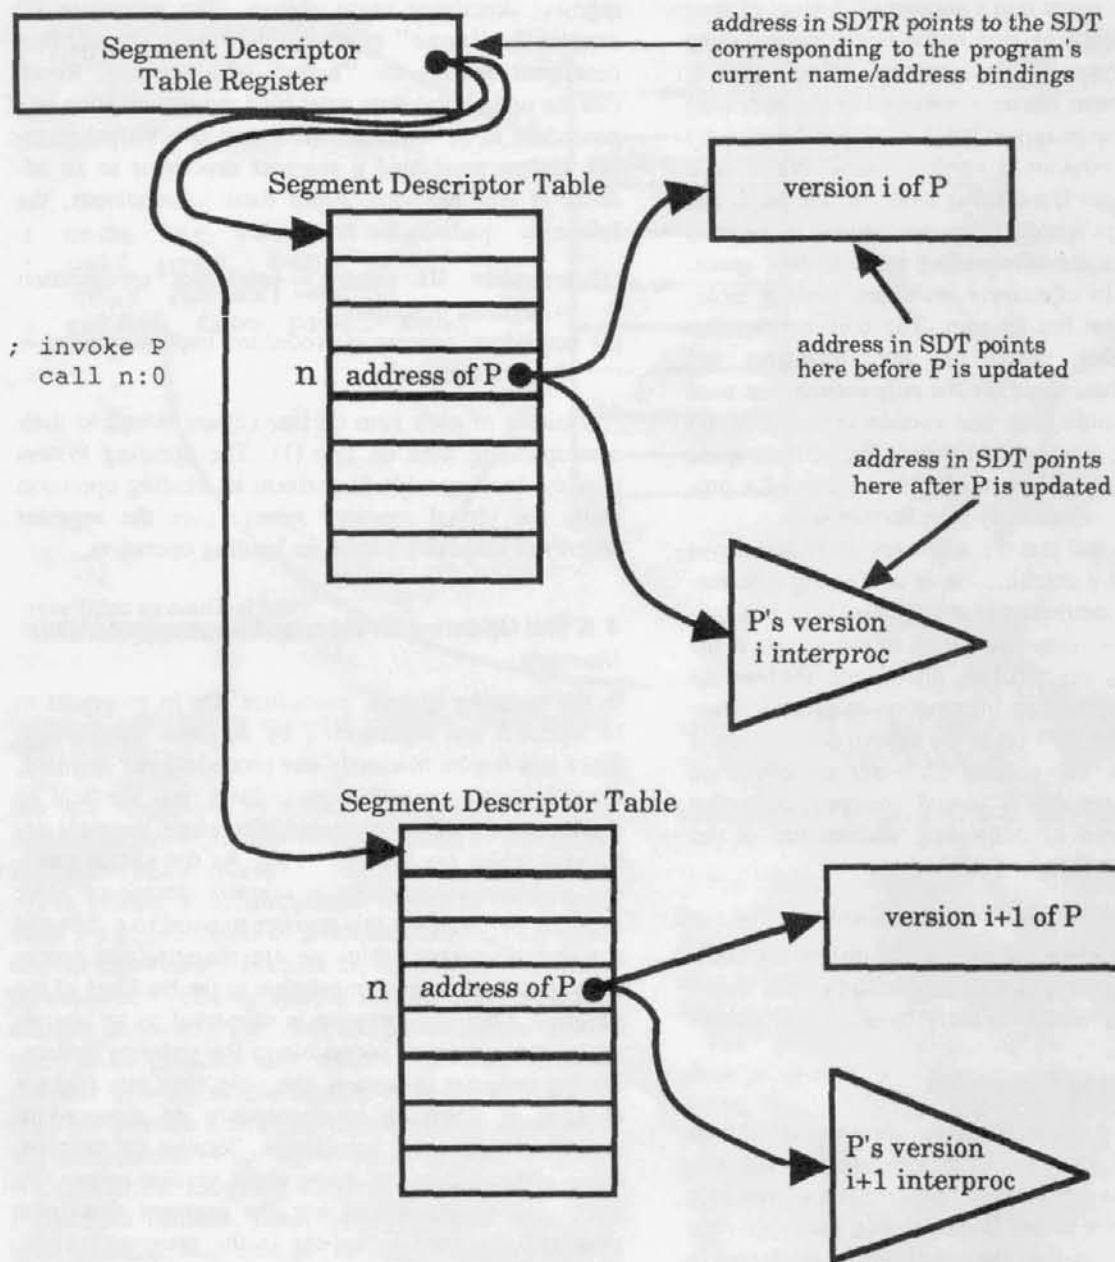 Segment Descriptor
Table Register
address in SDTR points to the SDT
corrresponding to the program's
current name/address bindings
Segment Descriptor Table
version i of P
; invoke P
call n:0
n address of P
address in SDT points
here before P is updated
address in SDT points
here after P is updated
P's version
i interproc
Segment Descriptor Table
version i+1 of P
n address of P
P's version
i+1 interproc